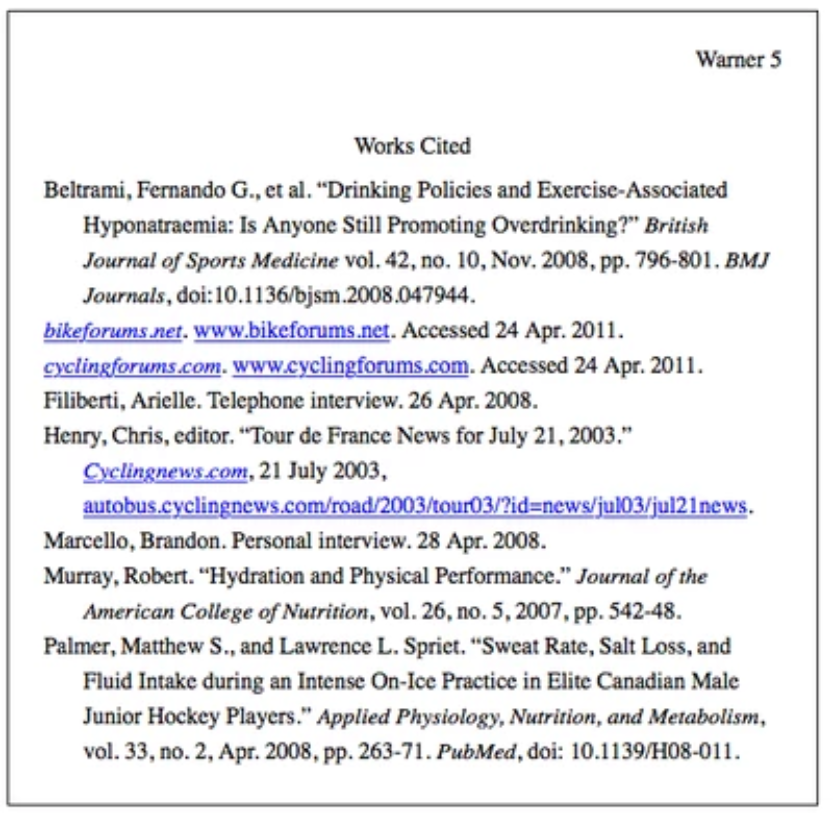 Warner 5
Works Cited
Beltrami, Fernando G., et al. “Drinking Policies and Exercise-Associated
Hyponatraemia: Is Anyone Still Promoting Overdrinking?” British
Journal of Sports Medicine vol. 42, no. 10, Nov. 2008, pp. 796-801. BMJ
Journals, doi:10.1136/bjsm.2008.047944.
bikeforums.net. www.bikeforums.net. Accessed 24 Apr. 2011.
cyclingforums.com. www.cyclingforums.com. Accessed 24 Apr. 2011.
Filiberti, Arielle. Telephone interview. 26 Apr. 2008.
Henry, Chris, editor. “Tour de France News for July 21, 2003.”
Cyclingnews.com, 21 July 2003,
autobus.cyclingnews.com/road/2003/tour03/?id=news/jul03/jul21news.
Marcello, Brandon. Personal interview. 28 Apr. 2008.
Murray, Robert. “Hydration and Physical Performance.” Journal of the
American College of Nutrition, vol. 26, no. 5, 2007, pp. 542-48.
Palmer, Matthew S., and Lawrence L. Spriet. “Sweat Rate, Salt Loss, and
Fluid Intake during an Intense On-Ice Practice in Elite Canadian Male
Junior Hockey Players.” Applied Physiology, Nutrition, and Metabolism,
vol. 33, no. 2, Apr. 2008, pp. 263-71. PubMed, doi: 10.1139/H08-011.